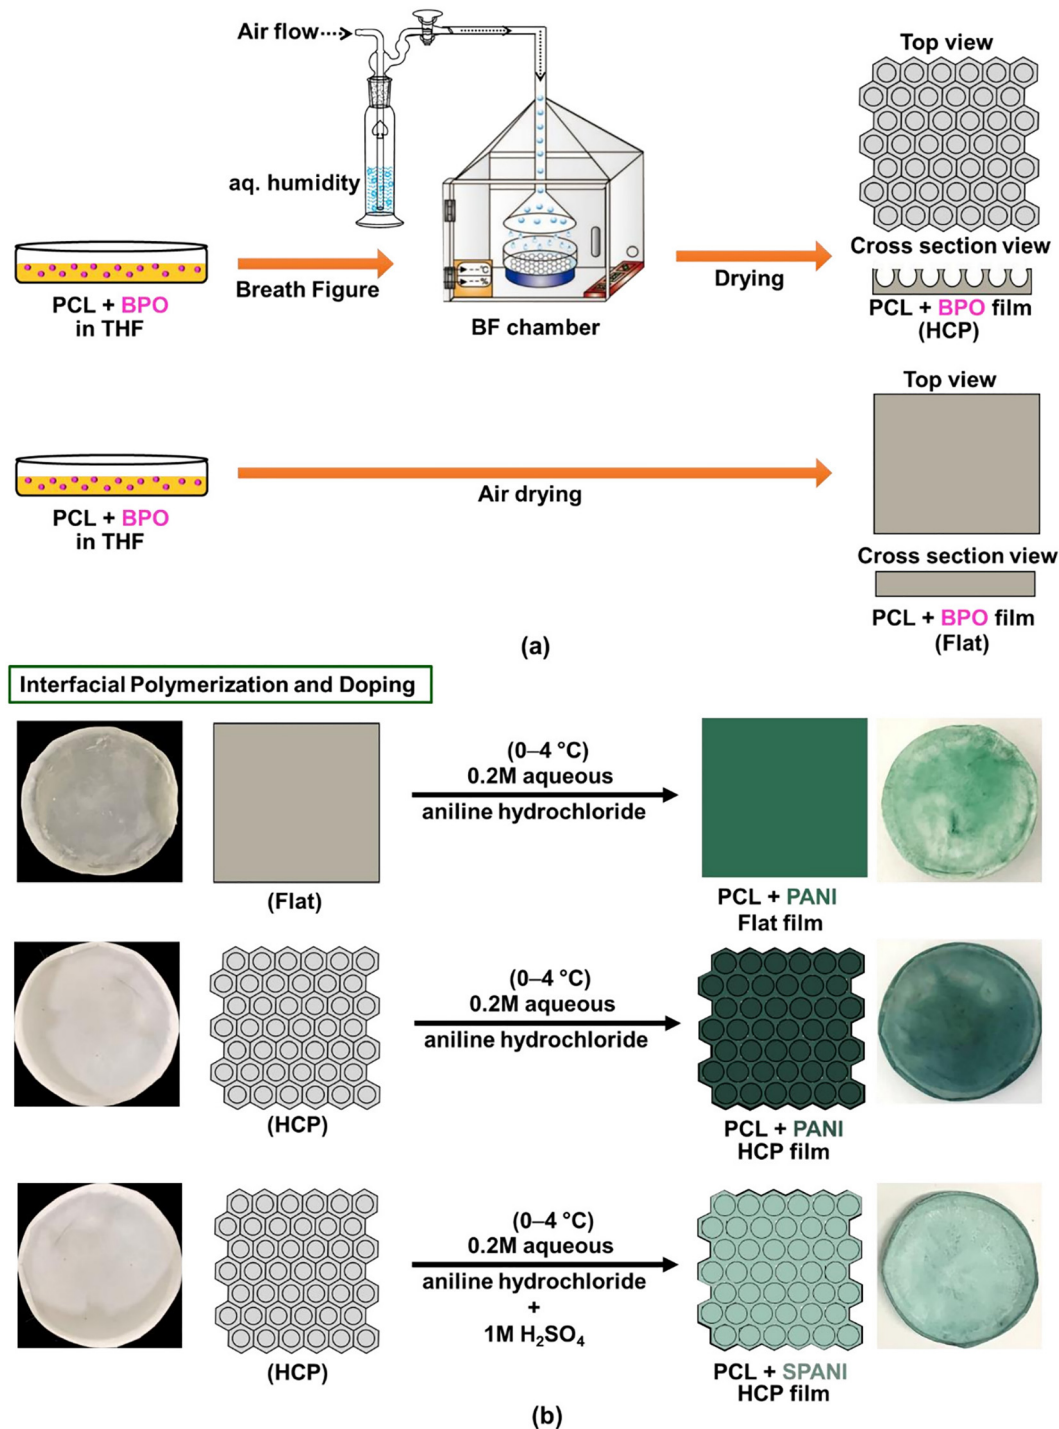 Air flow
aq. humidity
PCL + BPO
in THF
Breath Figure
BF chamber
Drying
Top view
Cross section view
PCL + BPO film
(HCP)
PCL + BPO
in THF
Air drying
Top view
Cross section view
PCL + BPO film
(Flat)
(a)
Interfacial Polymerization and Doping
(Flat)
(0–4 °C)
0.2M aqueous
aniline hydrochloride
PCL + PANI
Flat film
(HCP)
(0–4 °C)
0.2M aqueous
aniline hydrochloride
PCL + PANI
HCP film
(HCP)
(0–4 °C)
0.2M aqueous
aniline hydrochloride
+
1M H₂SO₄
PCL + SPANI
HCP film
(b)